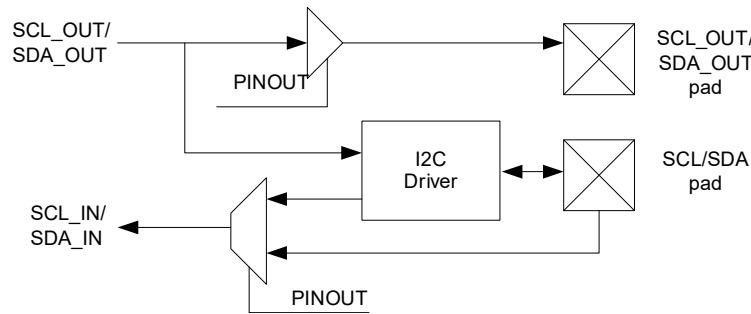 SCL_OUT/
SDA_OUT
PINOUT
SCL_OUT/
SDA_OUT
pad
I2C
Driver
SCL/SDA
pad
SCL_IN/
SDA_IN
PINOUT